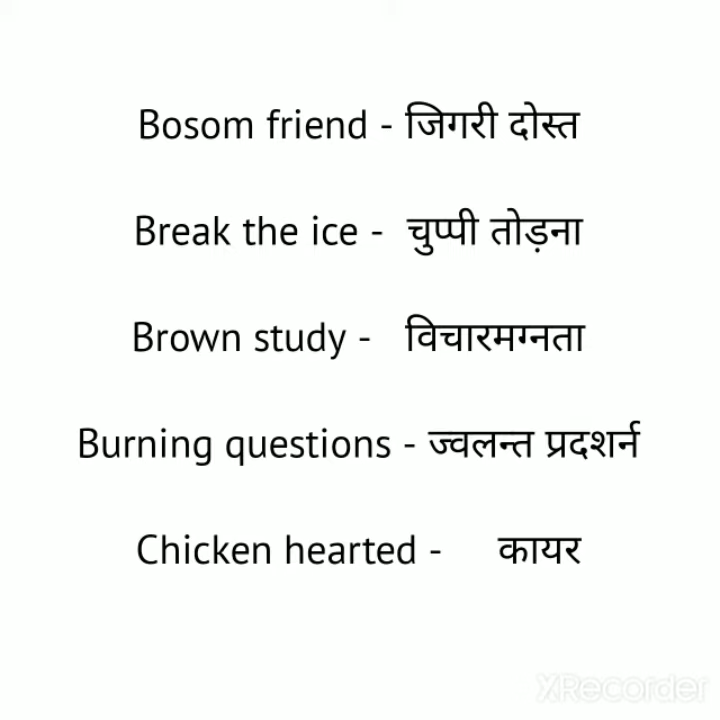 Bosom friend - जिगरी दोस्त
Break the ice - चुप्पी तोड़ना
Brown study - विचारमग्नता
Burning questions - ज्वलन्त प्रदशर्न
Chicken hearted - कायर
XRecorder